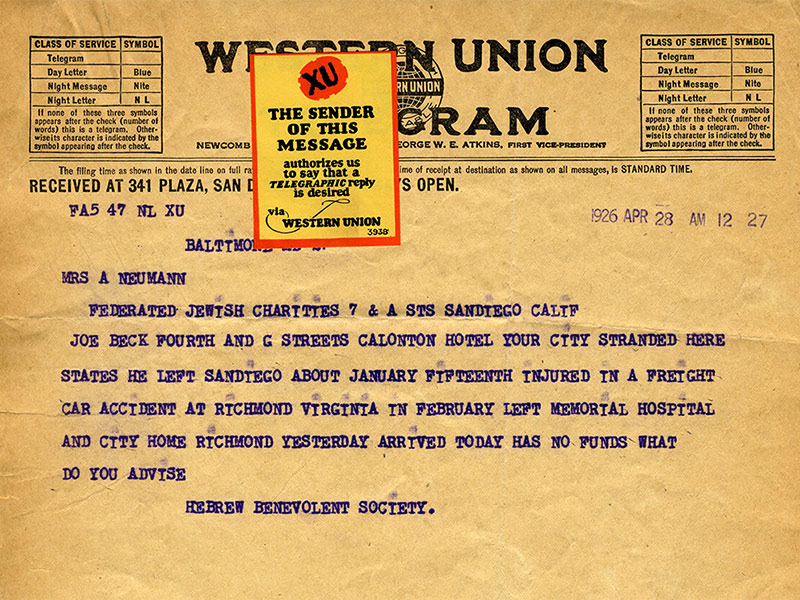 CLASS OF SERVICE SYMBOL
Telegram
Day Letter Blue
Night Message Nite
Night Letter N L
If none of these three symbols
appears after the check (number of
words) this is a telegram. Other-
wise its character is indicated by the
symbol appearing after the check.
WESTERN UNION
WESTERN UNION
GRAM
NEWCOMB GEORGE W. E. ATKINS, FIRST VICE-PRESIDENT
CLASS OF SERVICE SYMBOL
Telegram
Day Letter Blue
Night Message Nite
Night Letter N L
If none of these three symbols
appears after the check (number of
words) this is a telegram. Other-
wise its character is indicated by the
symbol appearing after the check.
XU
THE SENDER
OF THIS
MESSAGE
authorizes us
to say that a
TELEGRAPHIC reply
is desired
via
WESTERN UNION
3938
The filing time as shown in the date line on full time of receipt at destination as shown on all messages, is STANDARD TIME.
RECEIVED AT 341 PLAZA, SAN OPEN.
FA5 47 NL XU 1926 APR 28 AM 12 27
BALTIMORE
MRS A NEUMANN
FEDERATED JEWISH CHARITIES 7 & A STS SANDIEGO CALIF
JOE BECK FOURTH AND G STREETS CALONTON HOTEL YOUR CITY STRANDED HERE
STATES HE LEFT SANDIEGO ABOUT JANUARY FIFTEENTH INJURED IN A FREIGHT
CAR ACCIDENT AT RICHMOND VIRGINIA IN FEBRUARY LEFT MEMORIAL HOSPITAL
AND CITY HOME RICHMOND YESTERDAY ARRIVED TODAY HAS NO FUNDS WHAT
DO YOU ADVISE
HEBREW BENEVOLENT SOCIETY.